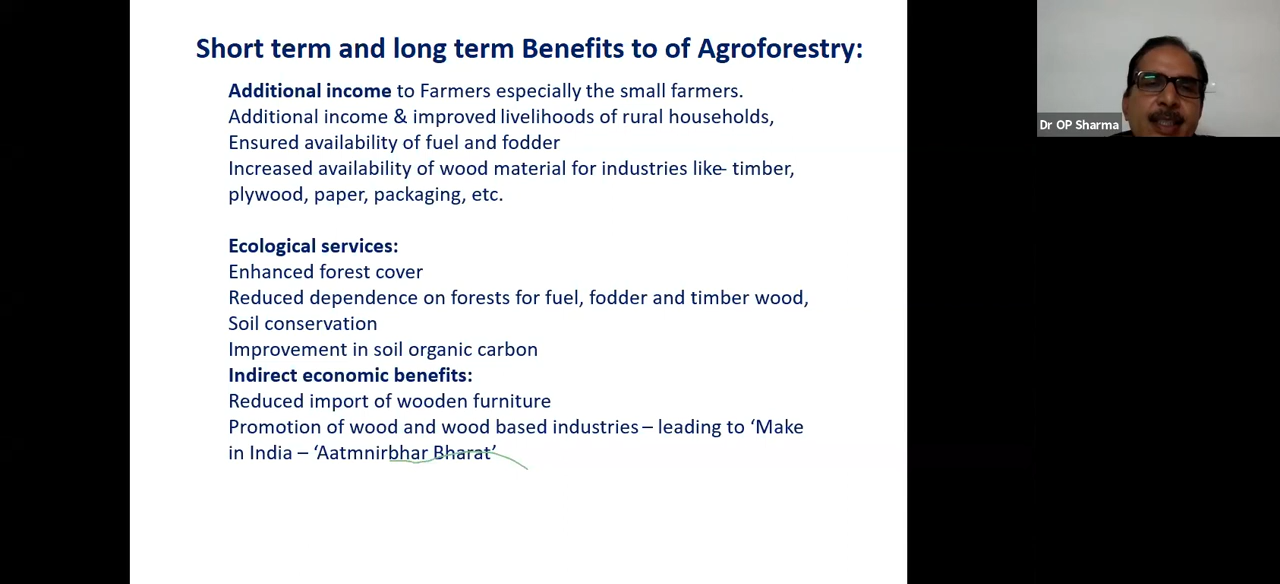 Short term and long term Benefits to of Agroforestry:
Additional income to Farmers especially the small farmers.
Additional income & improved livelihoods of rural households,
Ensured availability of fuel and fodder
Increased availability of wood material for industries like- timber,
plywood, paper, packaging, etc.
Ecological services:
Enhanced forest cover
Reduced dependence on forests for fuel, fodder and timber wood,
Soil conservation
Improvement in soil organic carbon
Indirect economic benefits:
Reduced import of wooden furniture
Promotion of wood and wood based industries – leading to ‘Make
in India – ‘Aatmnirbhar Bharat’
Dr OP Sharma